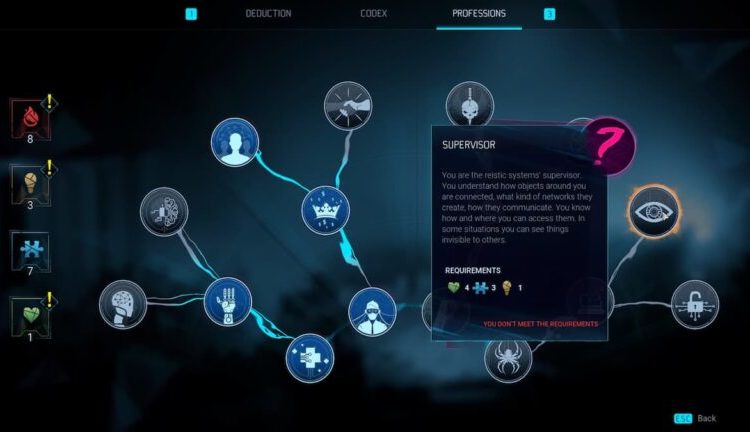 1 DEDUCTION CODEX PROFESSIONS 3
8
3
7
1
SUPERVISOR
You are the reistic systems' supervisor.
You understand how objects around you
are connected, what kind of networks they
create, how they communicate. You know
how and where you can access them. In
some situations you can see things
invisible to others.
REQUIREMENTS
4 3 1
YOU DON'T MEET THE REQUIREMENTS
ESC Back